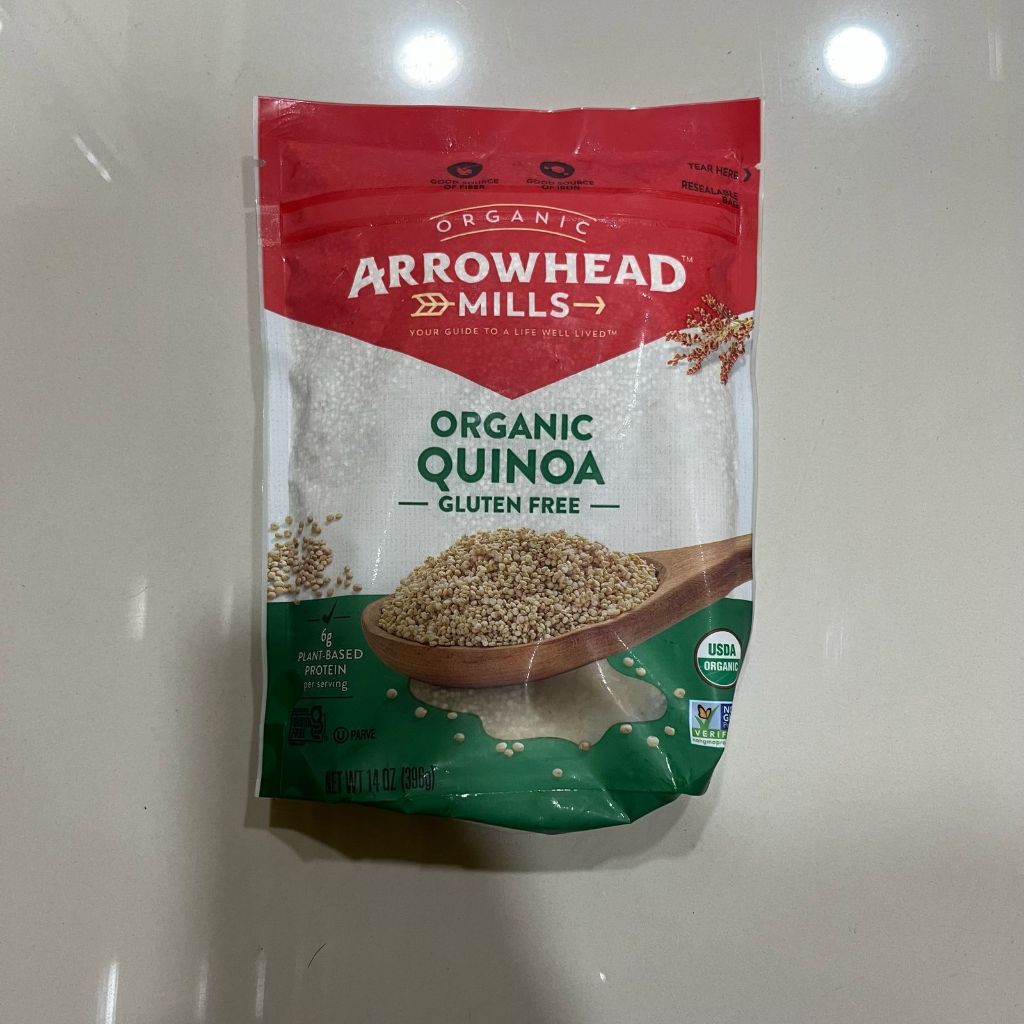 GOOD SOURCE
OF FIBER
GOOD SOURCE
OF IRON
TEAR HERE
RESEALABLE
BAG
ORGANIC
ARROWHEAD™
MILLS
YOUR GUIDE TO A LIFE WELL LIVED™
ORGANIC
QUINOA
GLUTEN FREE
6g
PLANT-BASED
PROTEIN
per serving
USDA
ORGANIC
VERIF
nongmopro
U PARVE
NET WT 14 OZ (396g)